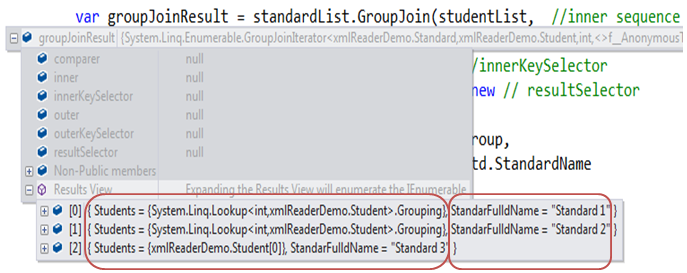 var groupJoinResult = standardList.GroupJoin(studentList, //inner sequence
groupJoinResult {System.Linq.Enumerable.GroupJoinIterator<xmlReaderDemo.Standard,xmlReaderDemo.Student,int,<>f__AnonymousT
comparer null //innerKeySelector
inner null
innerKeySelector null new // resultSelector
outer null
outerKeySelector null roup,
resultSelector null td.StandardName
Non-Public members
Results View Expanding the Results View will enumerate the IEnumerable
[0] { Students = {System.Linq.Lookup<int,xmlReaderDemo.Student>.Grouping}, StandarFulldName = "Standard 1" }
[1] { Students = {System.Linq.Lookup<int,xmlReaderDemo.Student>.Grouping}, StandarFulldName = "Standard 2" }
[2] { Students = {xmlReaderDemo.Student[0]}, StandarFulldName = "Standard 3" }